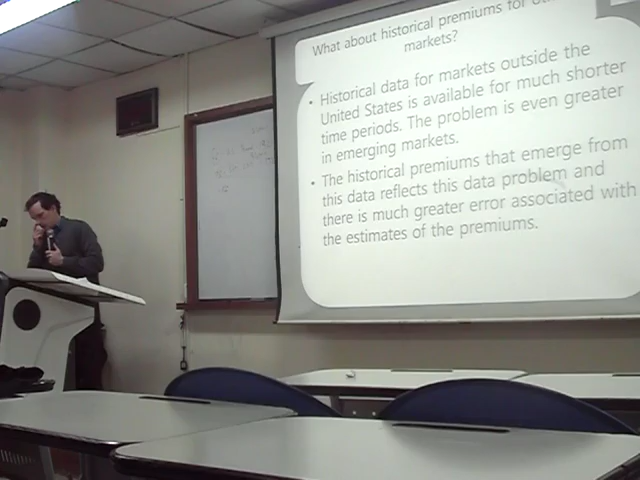 What about historical premiums for
markets?
• Historical data for markets outside the
United States is available for much shorter
time periods. The problem is even greater
in emerging markets.
• The historical premiums that emerge from
this data reflects this data problem and
there is much greater error associated with
the estimates of the premiums.